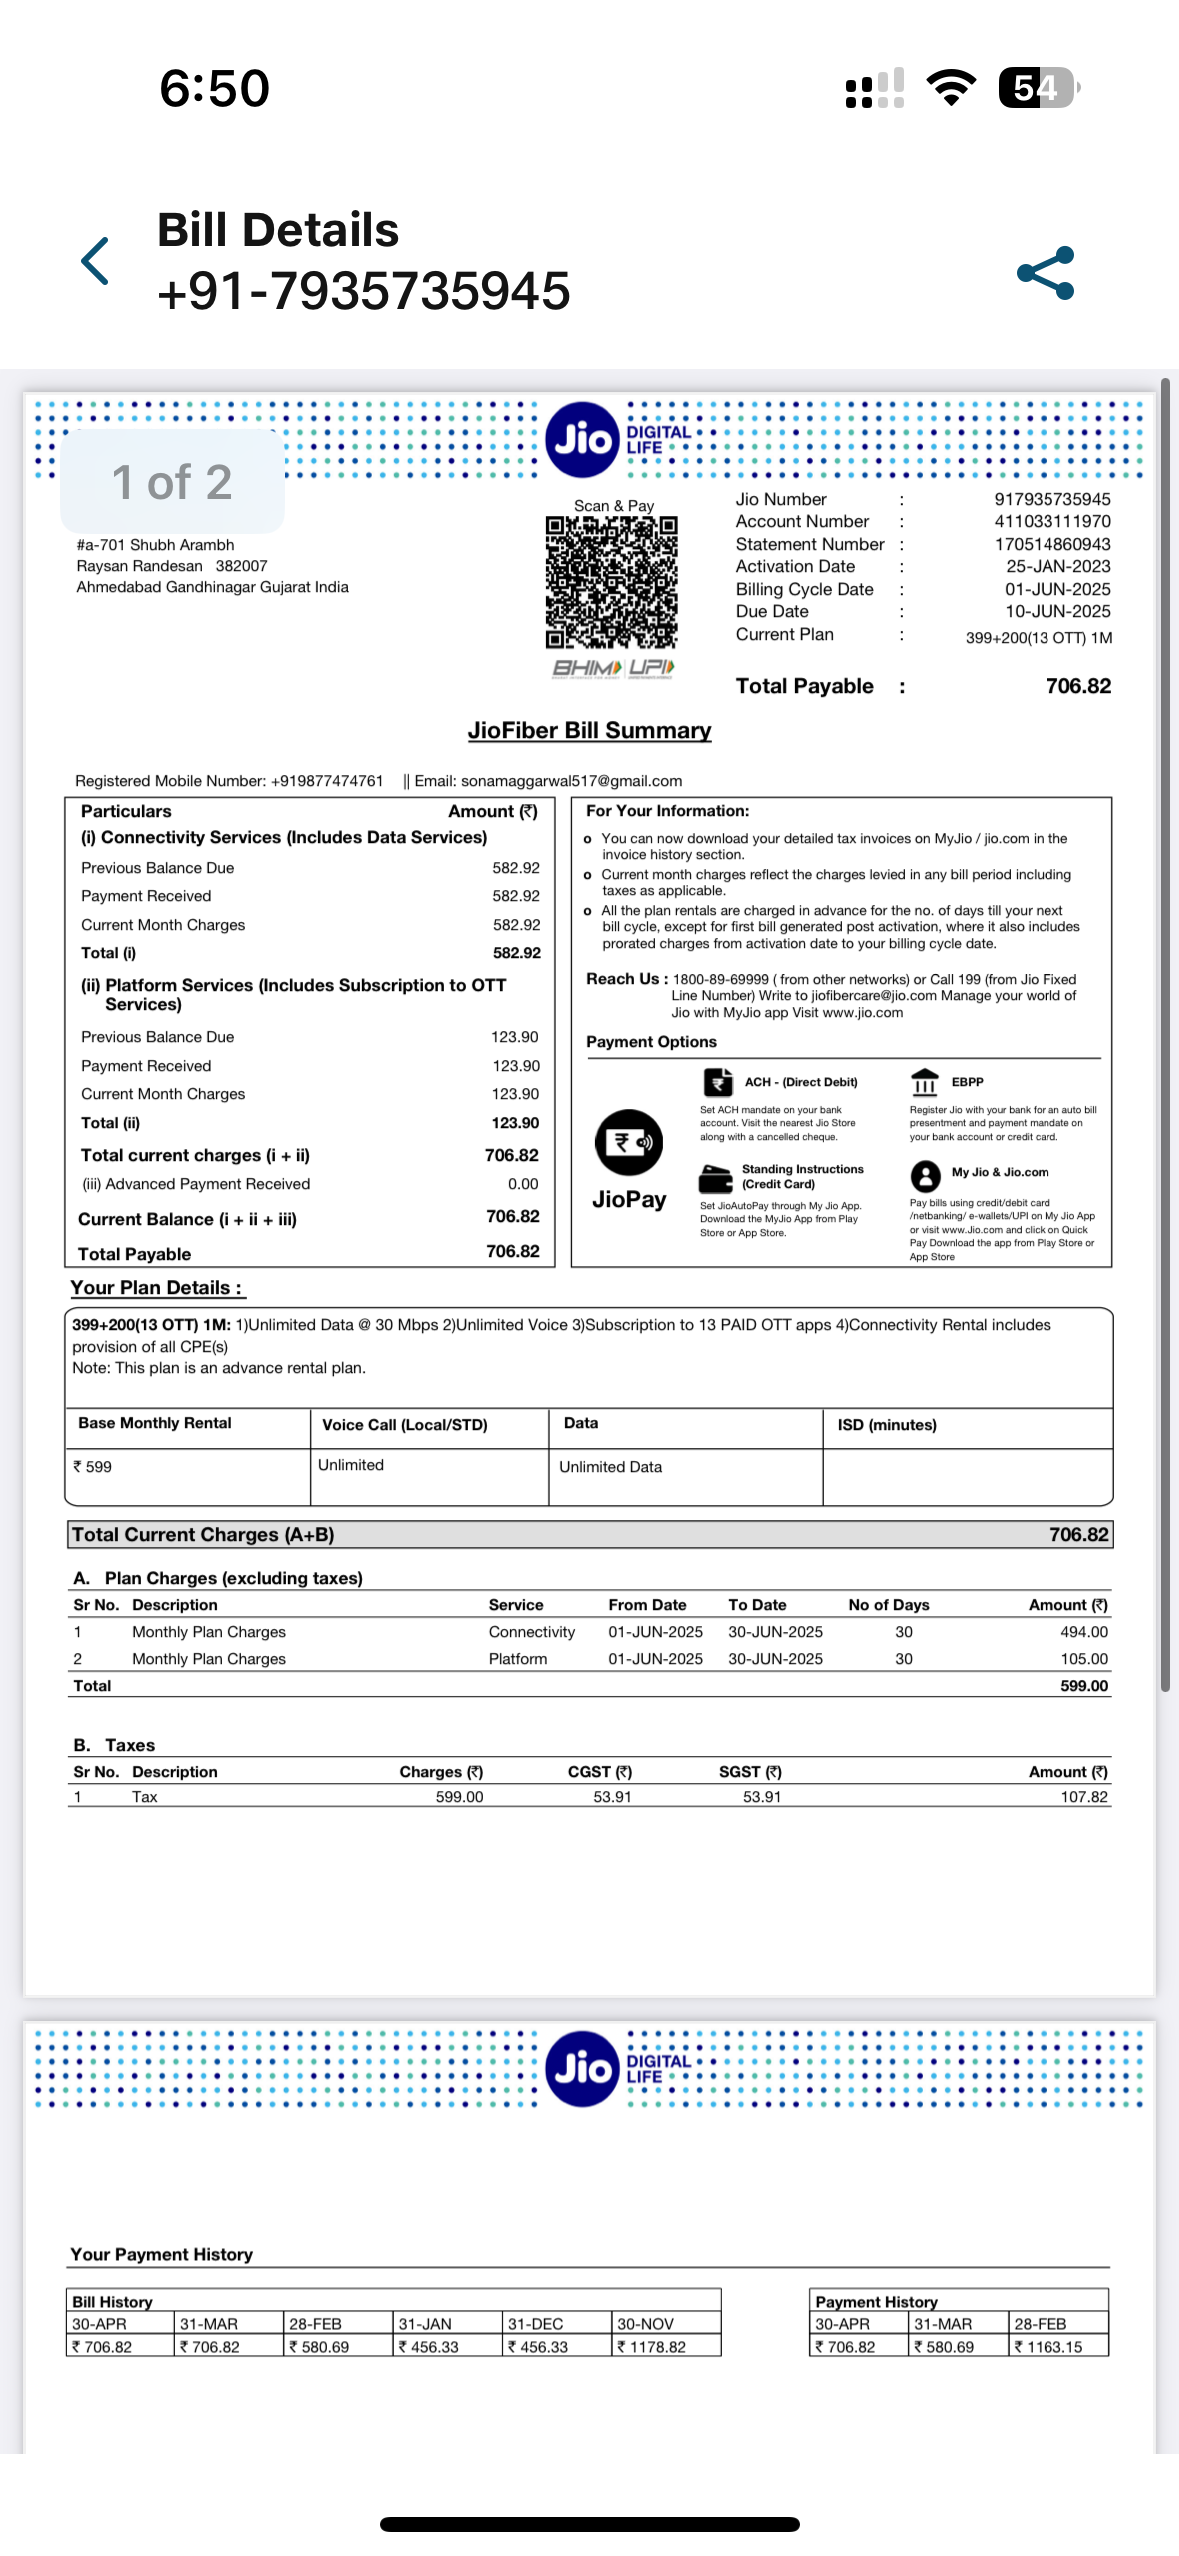 6:50
54
Bill Details
+91-7935735945
Jio DIGITAL LIFE
1 of 2
#a-701 Shubh Arambh
Raysan Randesan 382007
Ahmedabad Gandhinagar Gujarat India
Scan & Pay
BHIM UPI
Jio Number : 917935735945
Account Number : 411033111970
Statement Number : 170514860943
Activation Date : 25-JAN-2023
Billing Cycle Date : 01-JUN-2025
Due Date : 10-JUN-2025
Current Plan : 399+200(13 OTT) 1M
Total Payable : 706.82
JioFiber Bill Summary
Registered Mobile Number: +919877474761 || Email: sonamaggarwal517@gmail.com
Particulars Amount (₹)
(i) Connectivity Services (Includes Data Services)
Previous Balance Due 582.92
Payment Received 582.92
Current Month Charges 582.92
Total (i) 582.92
(ii) Platform Services (Includes Subscription to OTT
Services)
Previous Balance Due 123.90
Payment Received 123.90
Current Month Charges 123.90
Total (ii) 123.90
Total current charges (i + ii) 706.82
(iii) Advanced Payment Received 0.00
Current Balance (i + ii + iii) 706.82
Total Payable 706.82
For Your Information:
o You can now download your detailed tax invoices on MyJio / jio.com in the
invoice history section.
o Current month charges reflect the charges levied in any bill period including
taxes as applicable.
o All the plan rentals are charged in advance for the no. of days till your next
bill cycle, except for first bill generated post activation, where it also includes
prorated charges from activation date to your billing cycle date.
Reach Us : 1800-89-69999 ( from other networks) or Call 199 (from Jio Fixed
Line Number) Write to jiofibercare@jio.com Manage your world of
Jio with MyJio app Visit www.jio.com
Payment Options
JioPay
ACH - (Direct Debit)
Set ACH mandate on your bank
account. Visit the nearest Jio Store
along with a cancelled cheque.
EBPP
Register Jio with your bank for an auto bill
presentment and payment mandate on
your bank account or credit card.
Standing Instructions
(Credit Card)
Set JioAutoPay through My Jio App.
Download the MyJio App from Play
Store or App Store.
My Jio & Jio.com
Pay bills using credit/debit card
/netbanking/ e-wallets/UPI on My Jio App
or visit www.Jio.com and click on Quick
Pay Download the app from Play Store or
App Store
Your Plan Details :
399+200(13 OTT) 1M: 1)Unlimited Data @ 30 Mbps 2)Unlimited Voice 3)Subscription to 13 PAID OTT apps 4)Connectivity Rental includes
provision of all CPE(s)
Note: This plan is an advance rental plan.
Base Monthly Rental Voice Call (Local/STD) Data ISD (minutes)
₹ 599 Unlimited Unlimited Data
Total Current Charges (A+B) 706.82
A. Plan Charges (excluding taxes)
Sr No. Description Service From Date To Date No of Days Amount (₹)
1 Monthly Plan Charges Connectivity 01-JUN-2025 30-JUN-2025 30 494.00
2 Monthly Plan Charges Platform 01-JUN-2025 30-JUN-2025 30 105.00
Total 599.00
B. Taxes
Sr No. Description Charges (₹) CGST (₹) SGST (₹) Amount (₹)
1 Tax 599.00 53.91 53.91 107.82
Jio DIGITAL LIFE
Your Payment History
Bill History
30-APR 31-MAR 28-FEB 31-JAN 31-DEC 30-NOV
₹ 706.82 ₹ 706.82 ₹ 580.69 ₹ 456.33 ₹ 456.33 ₹ 1178.82
Payment History
30-APR 31-MAR 28-FEB
₹ 706.82 ₹ 580.69 ₹ 1163.15